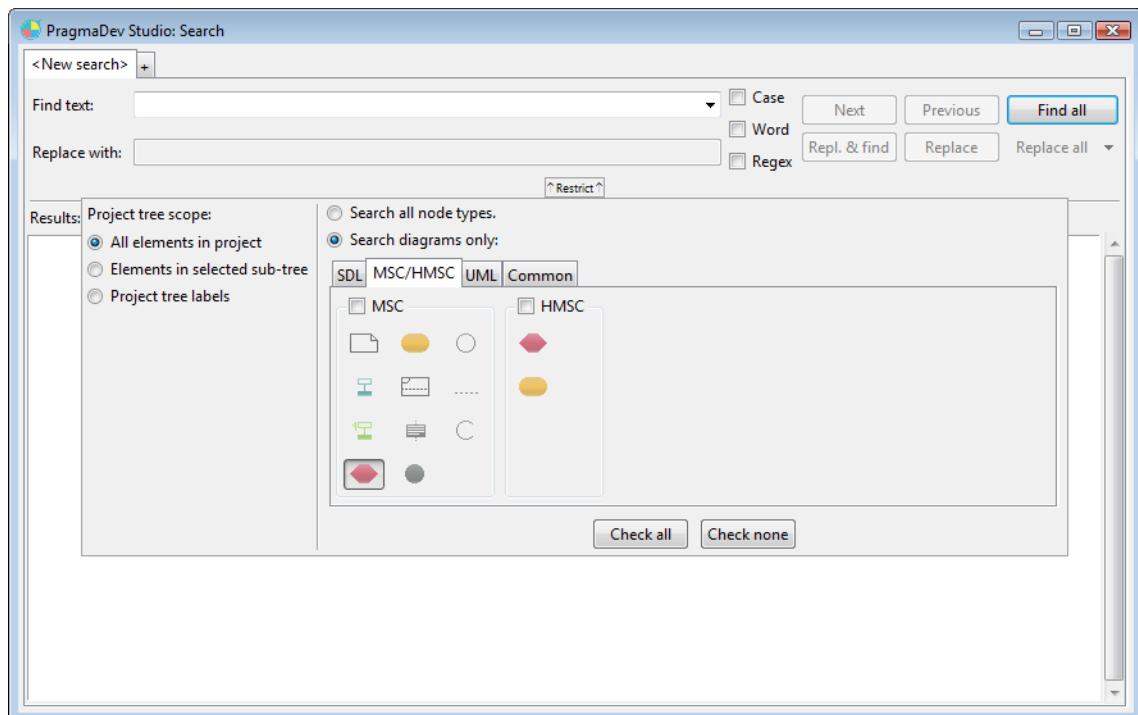 PragmaDev Studio: Search
<New search> +
Find text:
Case
Next
Previous
Find all
Word
Replace with:
Repl. & find
Replace
Replace all
Regex
^ Restrict ^
Results:
Project tree scope:
All elements in project
Elements in selected sub-tree
Project tree labels
Search all node types.
Search diagrams only:
SDL MSC/HMSC UML Common
MSC
HMSC
Check all
Check none